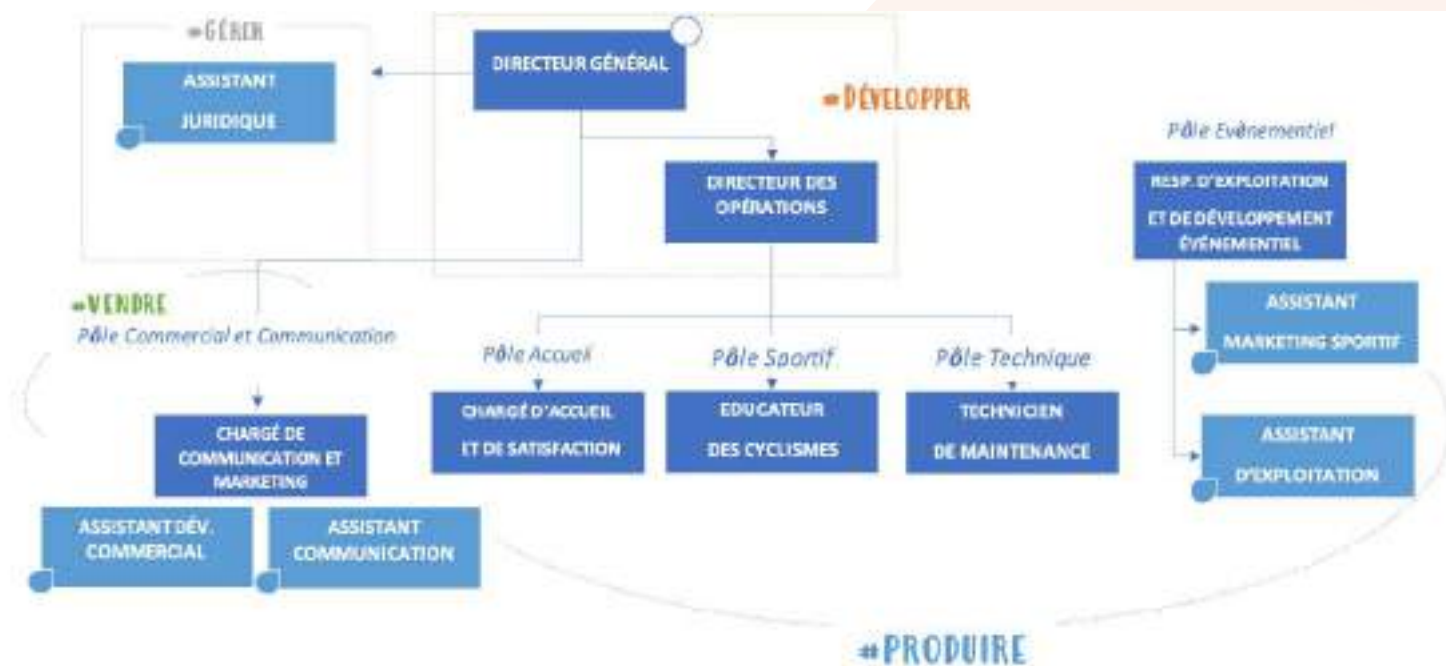 #GÉRER
ASSISTANT
JURIDIQUE
DIRECTEUR GÉNÉRAL
#DÉVELOPPER
DIRECTEUR DES
OPÉRATIONS
Pôle Evènementiel
RESP. D'EXPLOITATION
ET DE DÉVELOPPEMENT
ÉVÉNEMENTIEL
ASSISTANT
MARKETING SPORTIF
ASSISTANT
D'EXPLOITATION
#VENDRE
Pôle Commercial et Communication
CHARGÉ DE
COMMUNICATION ET
MARKETING
ASSISTANT DÉV.
COMMERCIAL
ASSISTANT
COMMUNICATION
Pôle Accueil
CHARGÉ D'ACCUEIL
ET DE SATISFACTION
Pôle Sportif
EDUCATEUR
DES CYCLISMES
Pôle Technique
TECHNICIEN
DE MAINTENANCE
#PRODUIRE